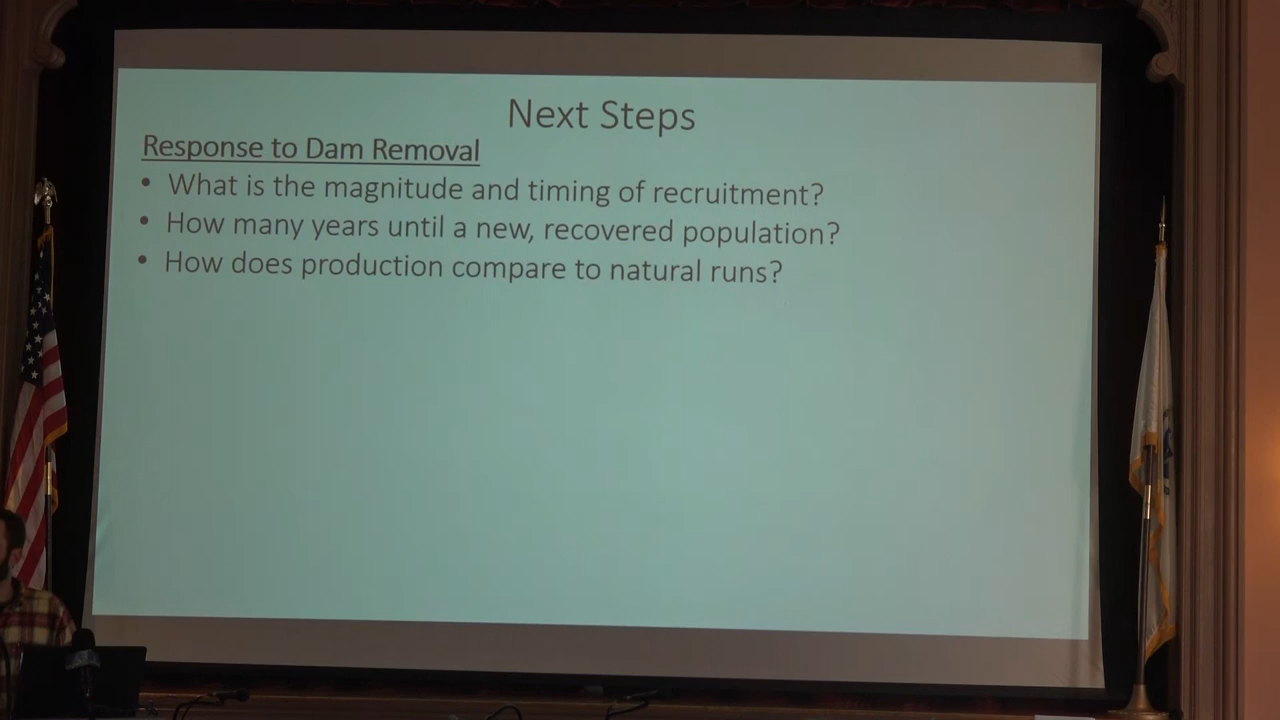 Next Steps
Response to Dam Removal
• What is the magnitude and timing of recruitment?
• How many years until a new, recovered population?
• How does production compare to natural runs?